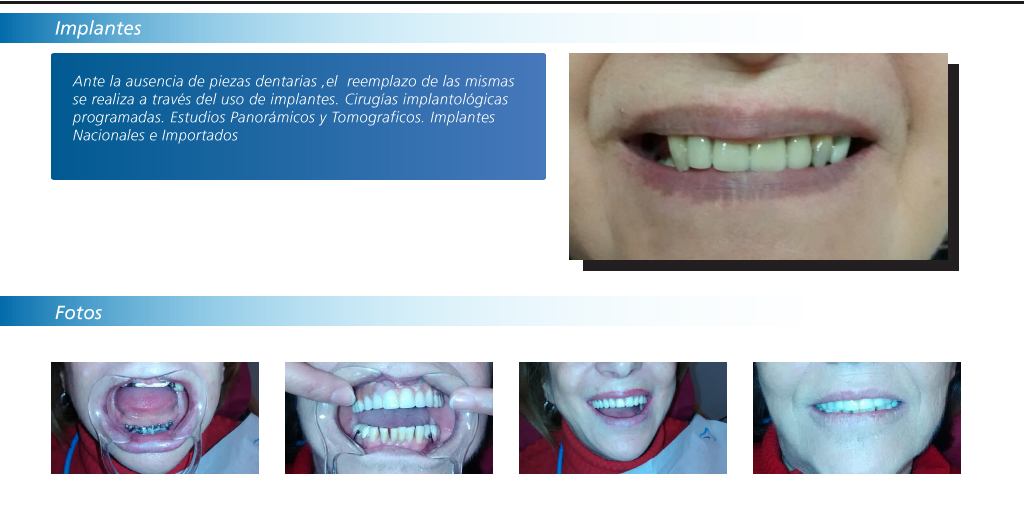 Implantes
Ante la ausencia de piezas dentarias ,el  reemplazo de las mismas
se realiza a través del uso de implantes. Cirugías implantológicas
programadas. Estudios Panorámicos y Tomograficos. Implantes
Nacionales e Importados
Fotos